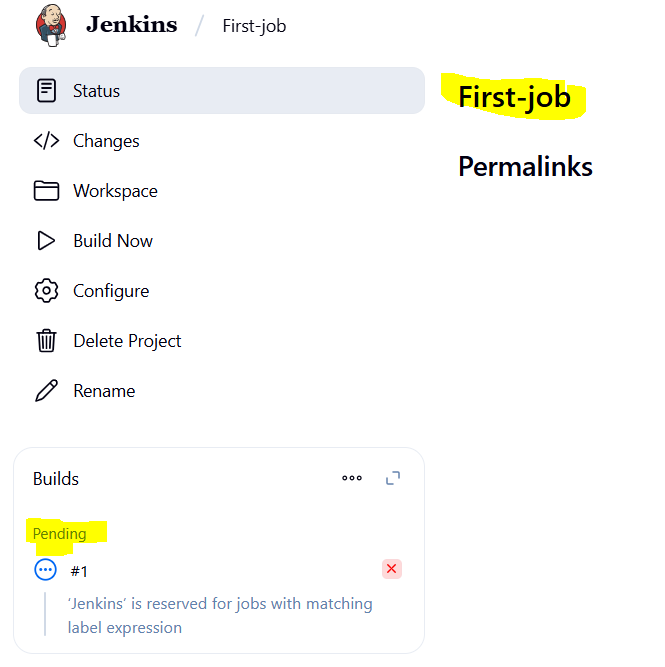 Jenkins / First-job
Status
Changes
Workspace
Build Now
Configure
Delete Project
Rename
First-job
Permalinks
Builds
Pending
#1
‘Jenkins’ is reserved for jobs with matching
label expression